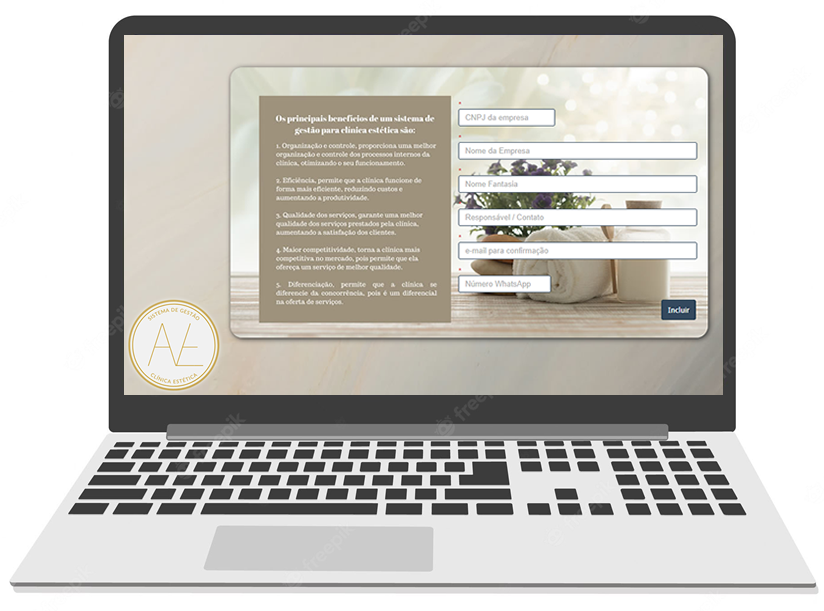 Os principais benefícios de um sistema de
gestão para clínica estética são:
1. Organização e controle, proporciona uma melhor
organização e controle dos processos internos da
clínica, otimizando o seu funcionamento.
2. Eficiência, permite que a clínica funcione de
forma mais eficiente, reduzindo custos e
aumentando a produtividade.
3. Qualidade dos serviços, garante uma melhor
qualidade dos serviços prestados pela clínica,
aumentando a satisfação dos clientes.
4. Maior competitividade, torna a clínica mais
competitiva no mercado, pois permite que ela
ofereça um serviço de melhor qualidade.
5. Diferenciação, permite que a clínica se
diferencie da concorrência, pois é um diferencial
na oferta de serviços.
CNPJ da empresa
Nome da Empresa
Nome Fantasia
Responsável / Contato
e-mail para confirmação
Número WhatsApp
Incluir
SISTEMA DE GESTÃO
CLÍNICA ESTÉTICA
freepik